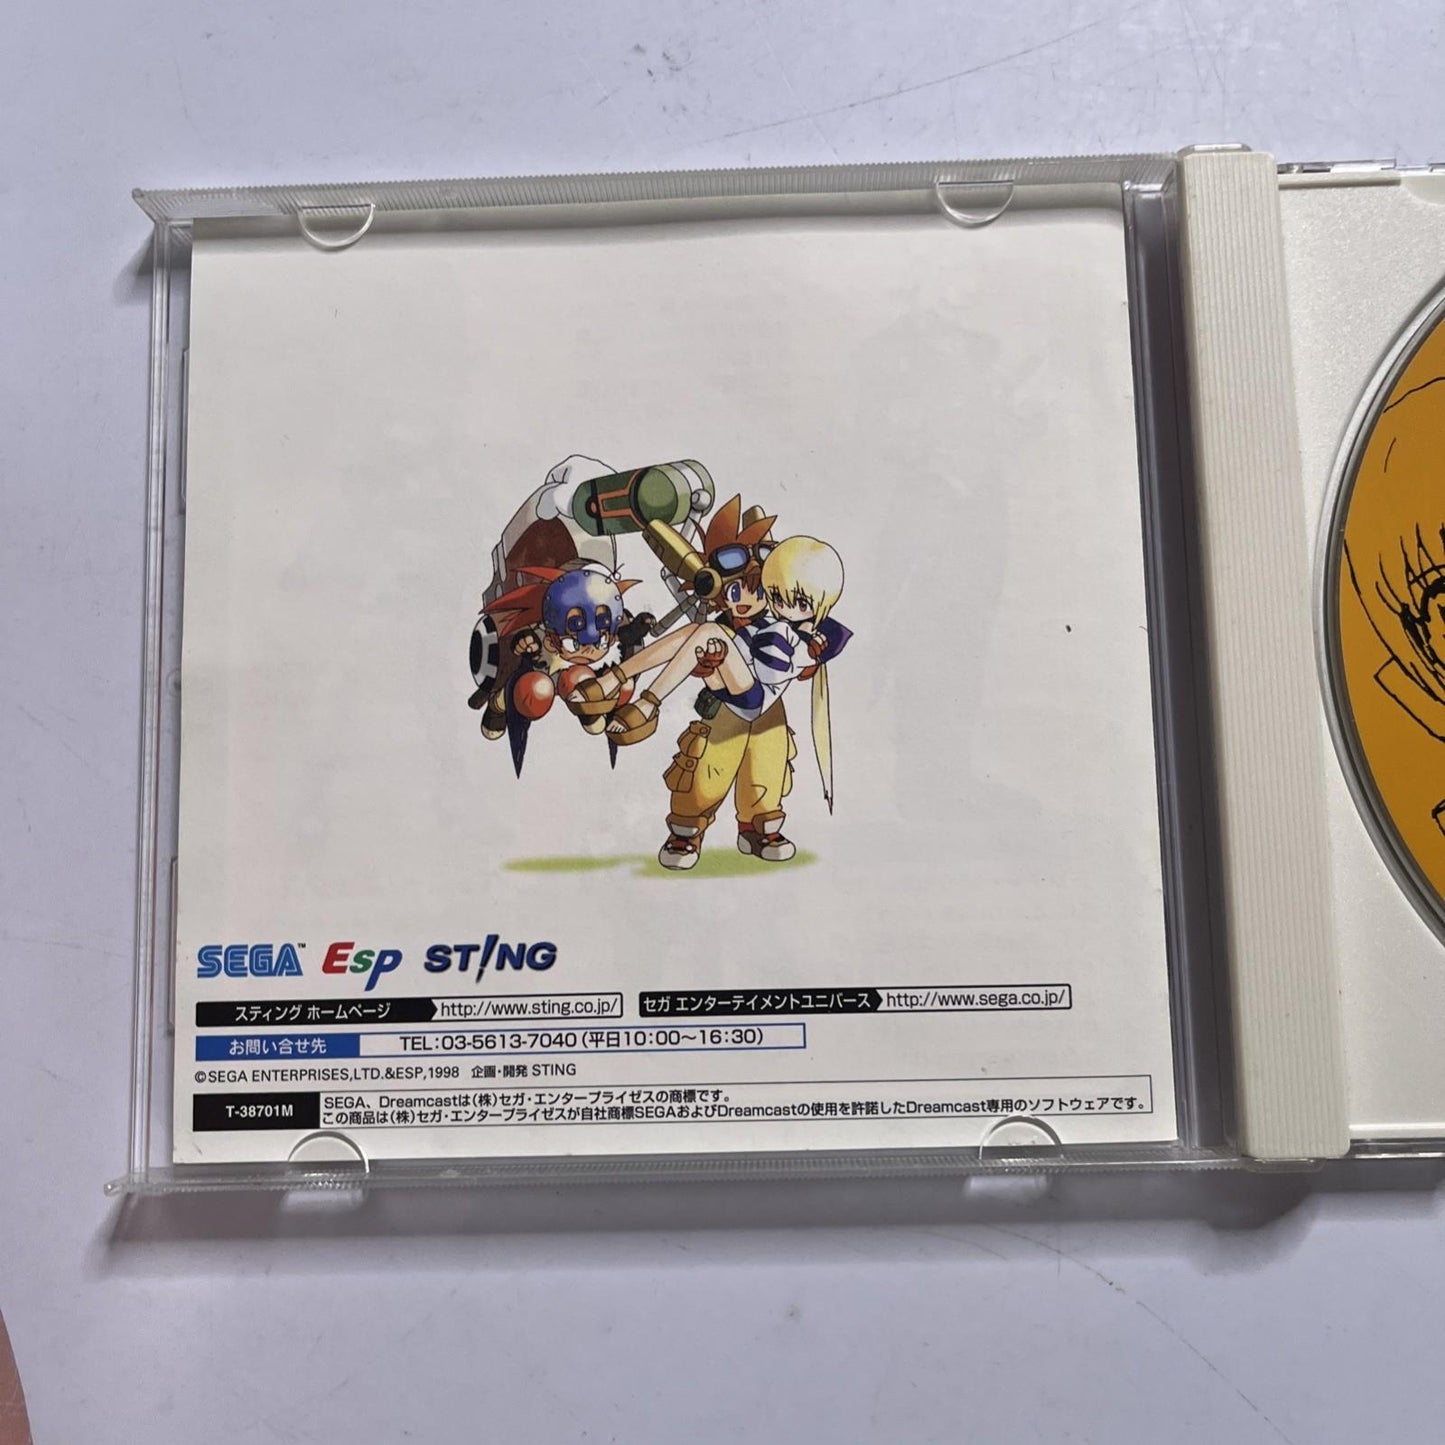 SEGA™ Esp ST!NG
スティング ホームページ http://www.sting.co.jp/ セガ エンターテイメントユニバース http://www.sega.co.jp/
お問い合せ先 TEL:03-5613-7040(平日10:00〜16:30)
©SEGA ENTERPRISES,LTD.&ESP,1998 企画・開発 STING
T-38701M
SEGA、Dreamcastは(株)セガ・エンタープライゼスの商標です。
この商品は(株)セガ・エンタープライゼスが自社商標SEGAおよびDreamcastの使用を許諾したDreamcast専用のソフトウェアです。